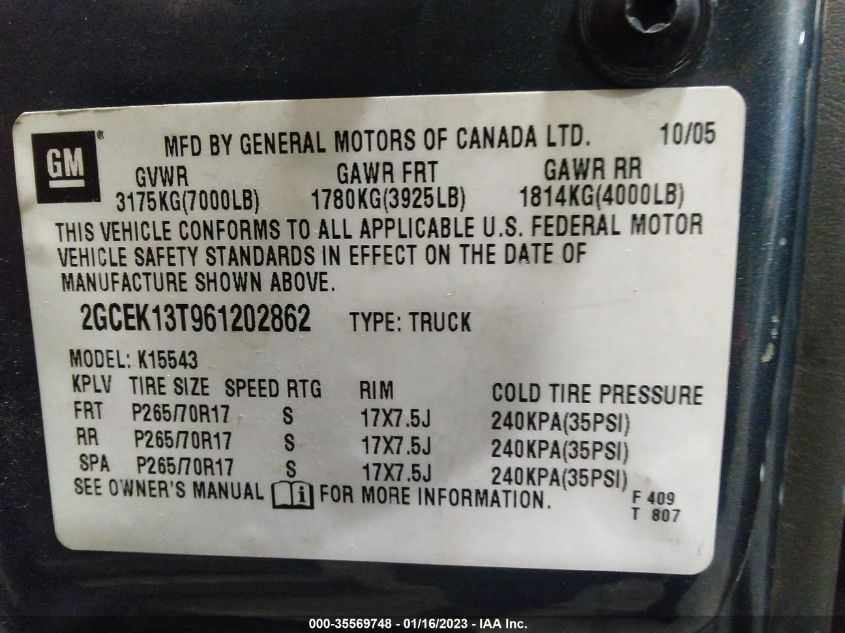 GM®
MFD BY GENERAL MOTORS OF CANADA LTD. 10/05
GVWR GAWR FRT GAWR RR
3175KG(7000LB) 1780KG(3925LB) 1814KG(4000LB)
THIS VEHICLE CONFORMS TO ALL APPLICABLE U.S. FEDERAL MOTOR
VEHICLE SAFETY STANDARDS IN EFFECT ON THE DATE OF
MANUFACTURE SHOWN ABOVE.
2GCEK13T961202862 TYPE: TRUCK
MODEL: K15543
KPLV TIRE SIZE SPEED RTG RIM COLD TIRE PRESSURE
FRT P265/70R17 S 17X7.5J 240KPA(35PSI)
RR P265/70R17 S 17X7.5J 240KPA(35PSI)
SPA P265/70R17 S 17X7.5J 240KPA(35PSI)
SEE OWNER'S MANUAL i FOR MORE INFORMATION. F 409
T 807
000-35569748 - 01/16/2023 - IAA Inc.